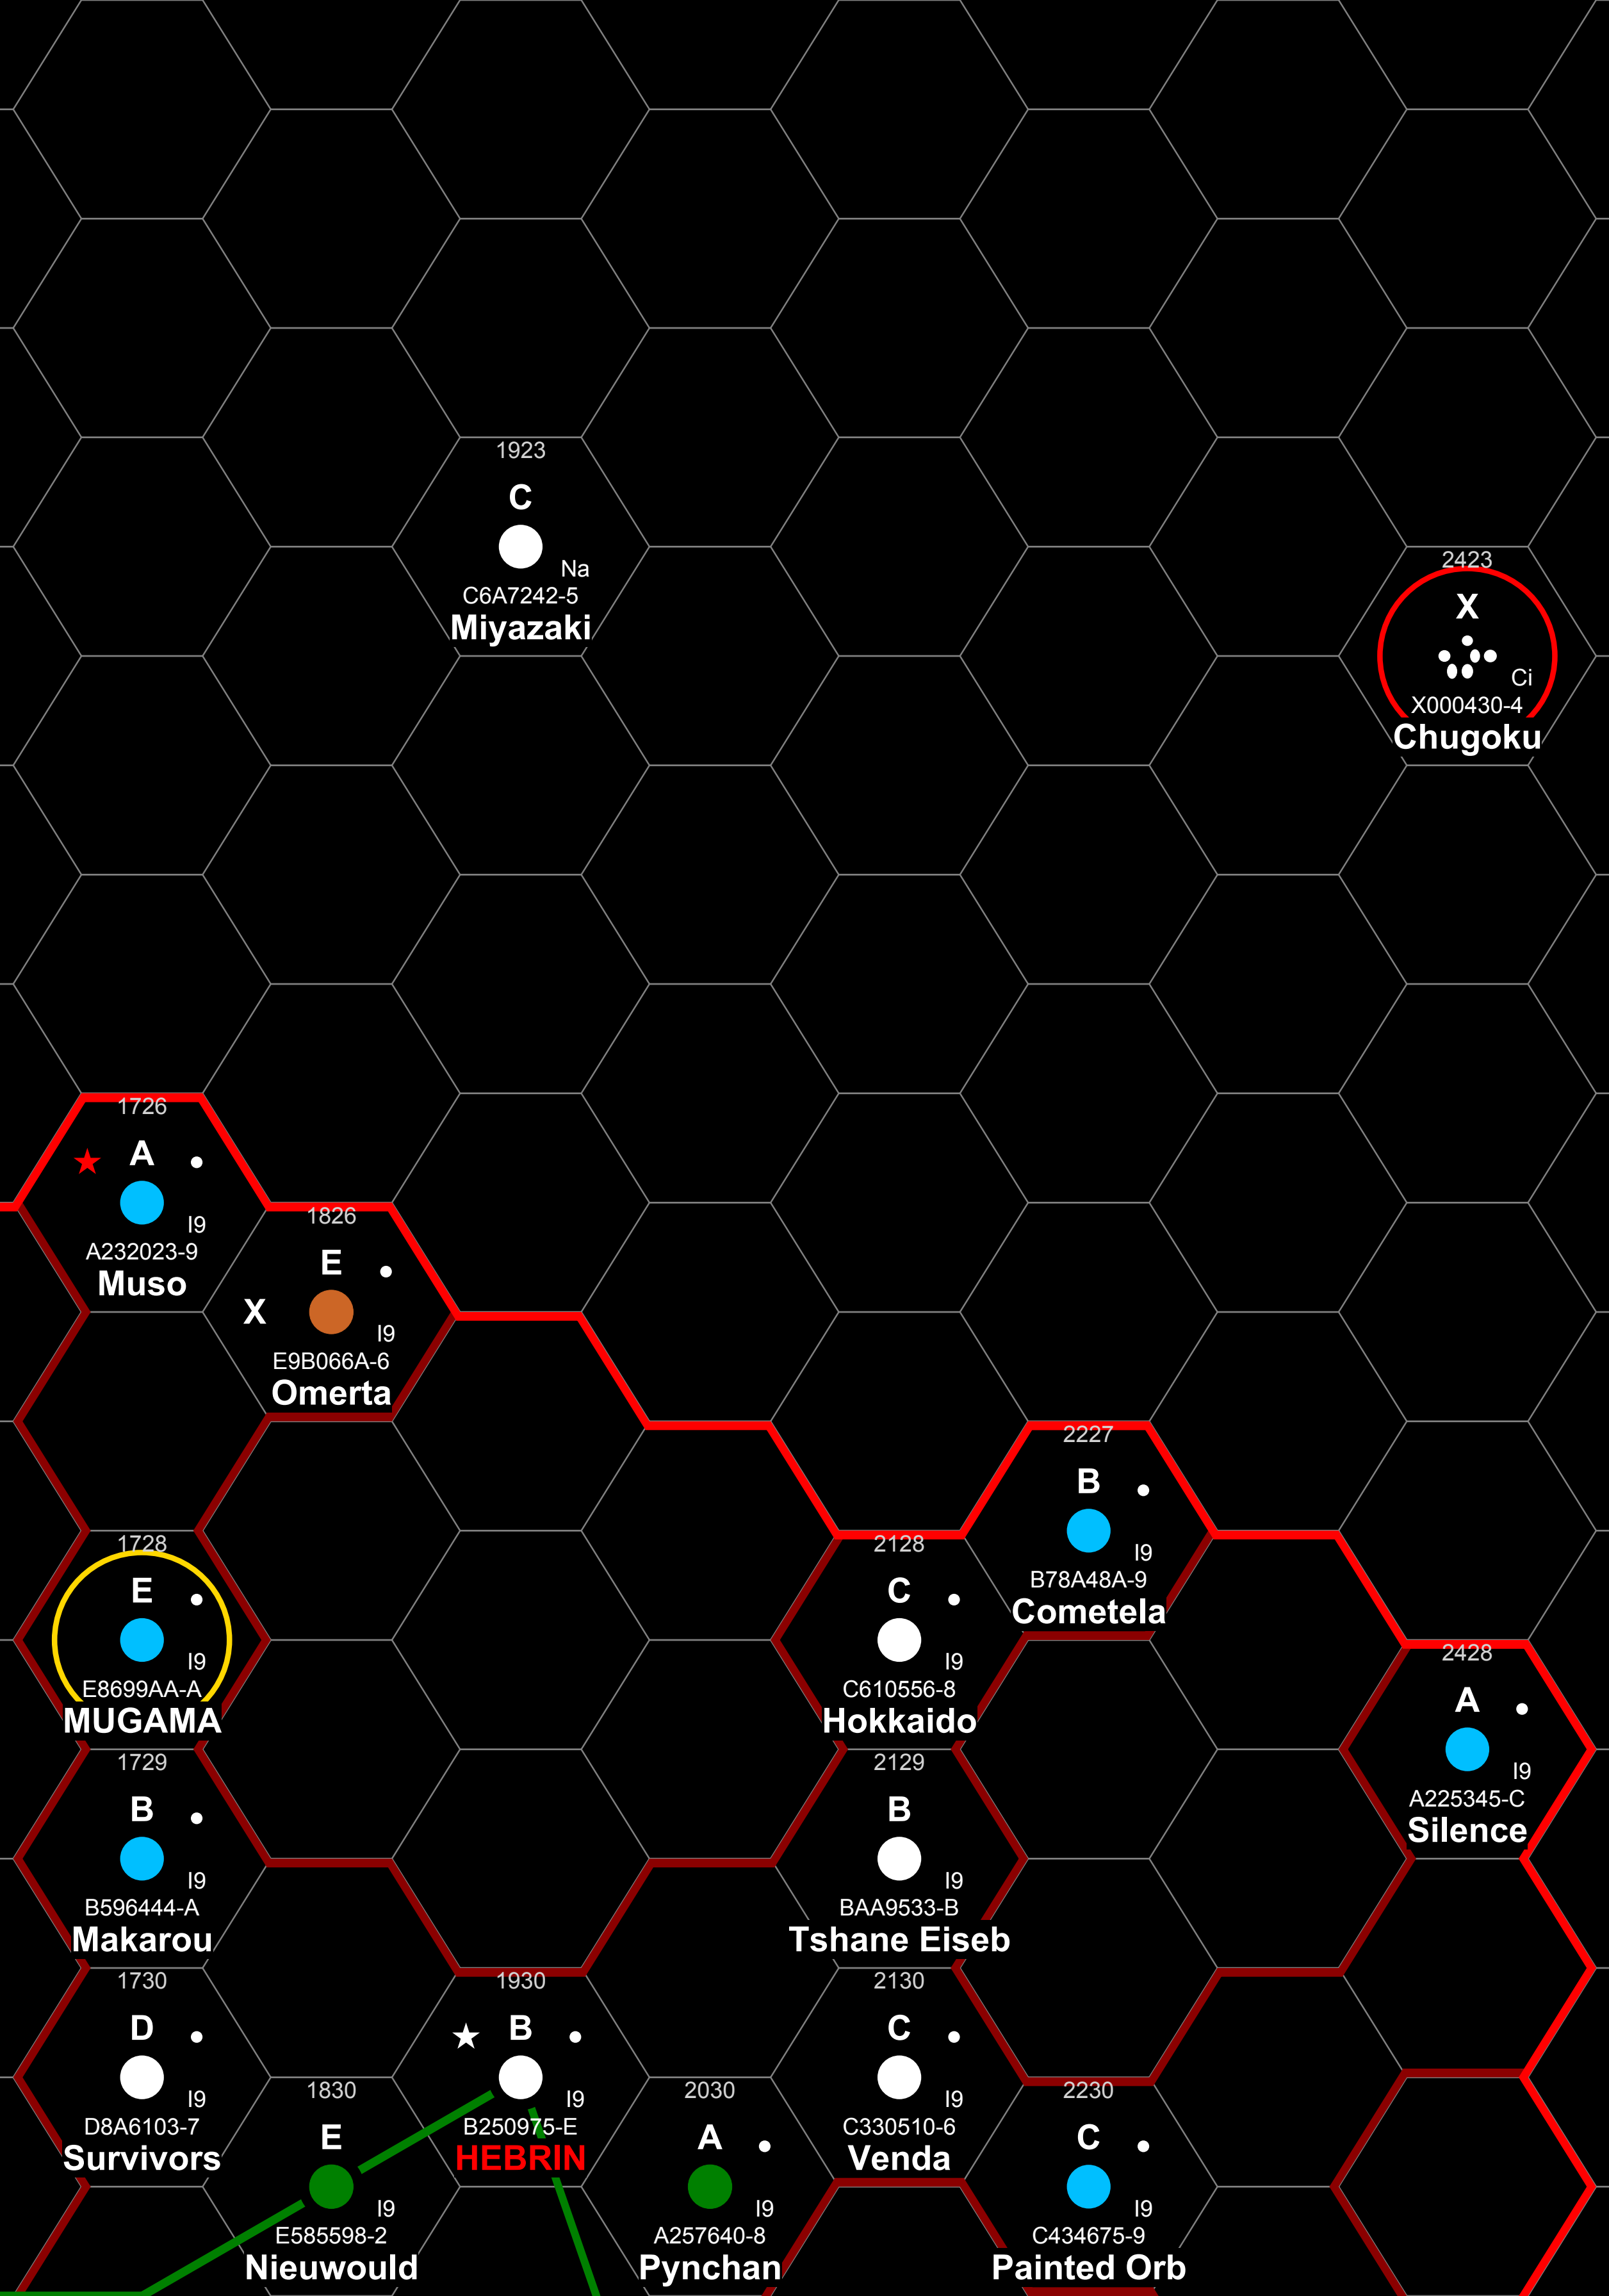 1923
C
Na
C6A7242-5
Miyazaki
2423
X
Ci
X000430-4
Chugoku
1726
A
I9
A232023-9
Muso
1826
E
X
I9
E9B066A-6
Omerta
2227
B
I9
B78A48A-9
Cometela
1728
E
I9
E8699AA-A
MUGAMA
2128
C
I9
C610556-8
Hokkaido
2428
A
I9
A225345-C
Silence
1729
B
I9
B596444-A
Makarou
2129
B
I9
BAA9533-B
Tshane Eiseb
1730
D
I9
D8A6103-7
Survivors
1930
B
I9
B250975-E
HEBRIN
2130
C
I9
C330510-6
Venda
1830
E
I9
E585598-2
Nieuwould
2030
A
I9
A257640-8
Pynchan
2230
C
I9
C434675-9
Painted Orb